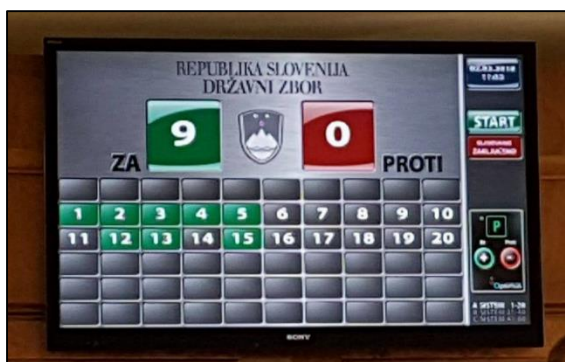 REPUBLIKA SLOVENIJA
DRŽAVNI ZBOR
9
0
ZA
PROTI
1 2 3 4 5 6 7 8 9 10
11 12 13 14 15 16 17 18 19 20
START
P
SONY